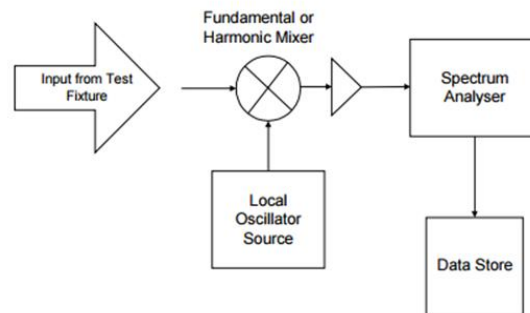 Fundamental or
Harmonic Mixer
Input from Test
Fixture
Spectrum
Analyser
Local
Oscillator
Source
Data Store